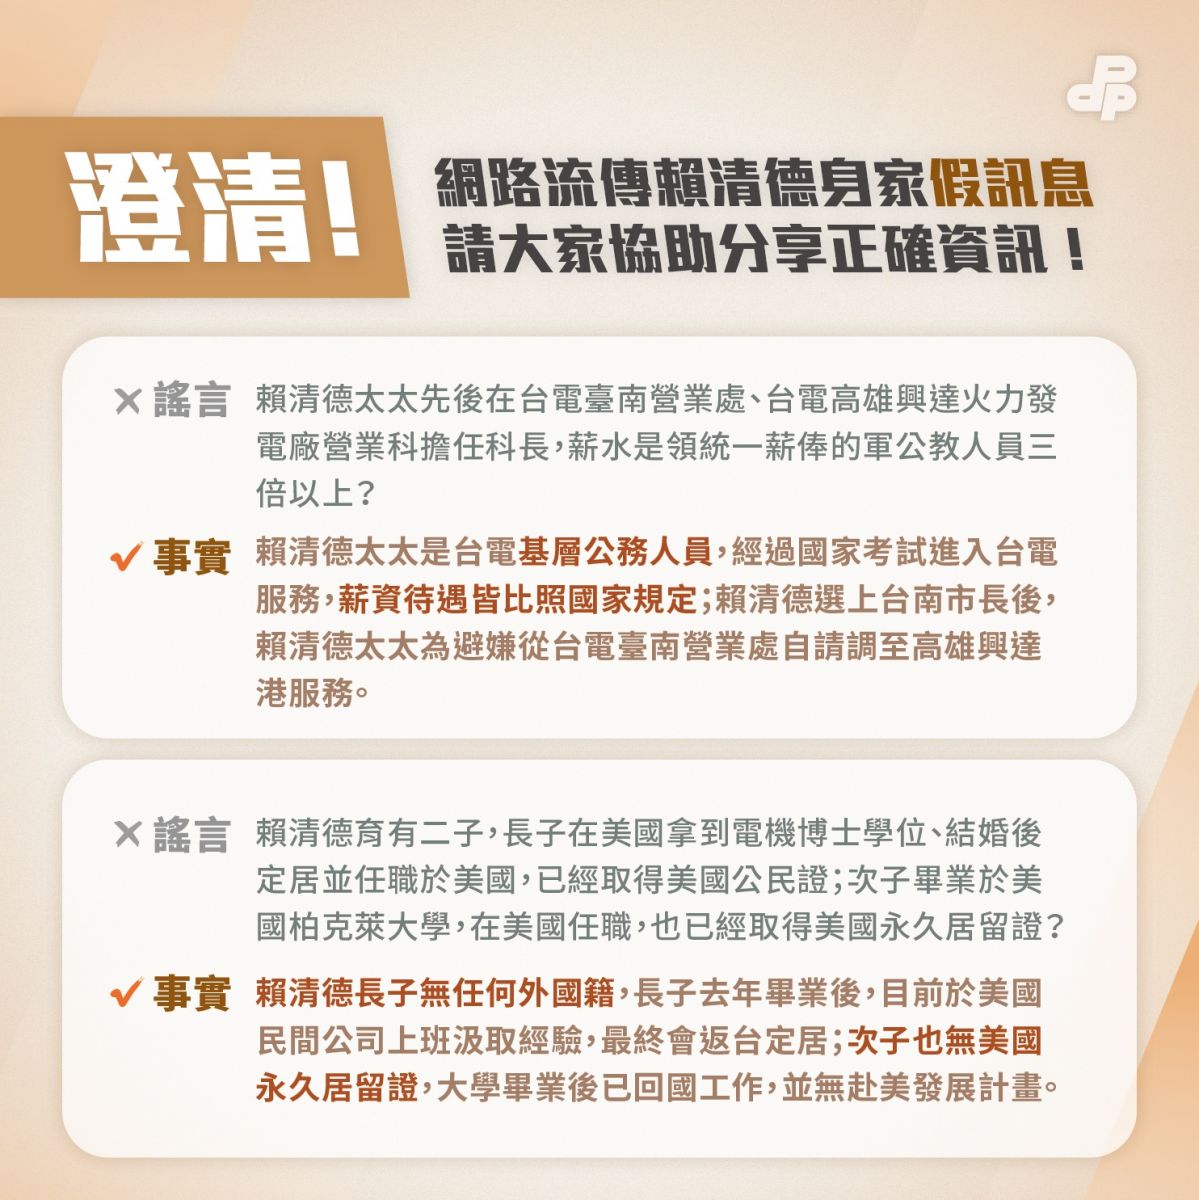 DPP
澄清!
網路流傳賴清德身家假訊息
請大家協助分享正確資訊！
✕ 謠言 賴清德太太先後在台電臺南營業處、台電高雄興達火力發
電廠營業科擔任科長，薪水是領統一薪俸的軍公教人員三
倍以上？
✓ 事實 賴清德太太是台電基層公務人員，經過國家考試進入台電
服務，薪資待遇皆比照國家規定；賴清德選上台南市長後，
賴清德太太為避嫌從台電臺南營業處自請調至高雄興達
港服務。
✕ 謠言 賴清德育有二子，長子在美國拿到電機博士學位、結婚後
定居並任職於美國，已經取得美國公民證；次子畢業於美
國柏克萊大學，在美國任職，也已經取得美國永久居留證？
✓ 事實 賴清德長子無任何外國籍，長子去年畢業後，目前於美國
民間公司上班汲取經驗，最終會返台定居；次子也無美國
永久居留證，大學畢業後已回國工作，並無赴美發展計畫。